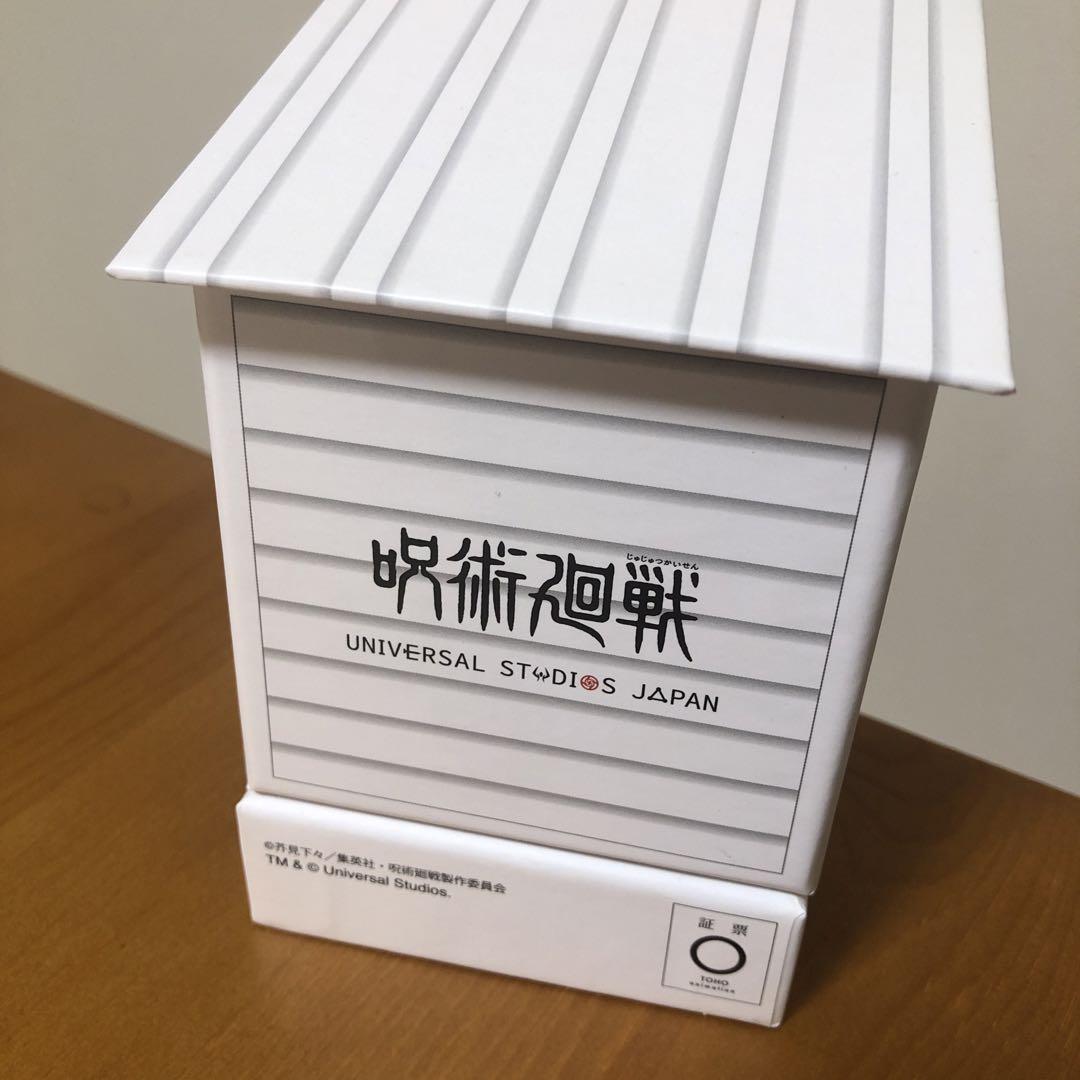 じゅじゅつかいせん
呪術廻戦
UNIVERSAL STUDIOS JAPAN
©芥見下々／集英社・呪術廻戦製作委員会
TM & © Universal Studios.
証 票
TOHO
animation